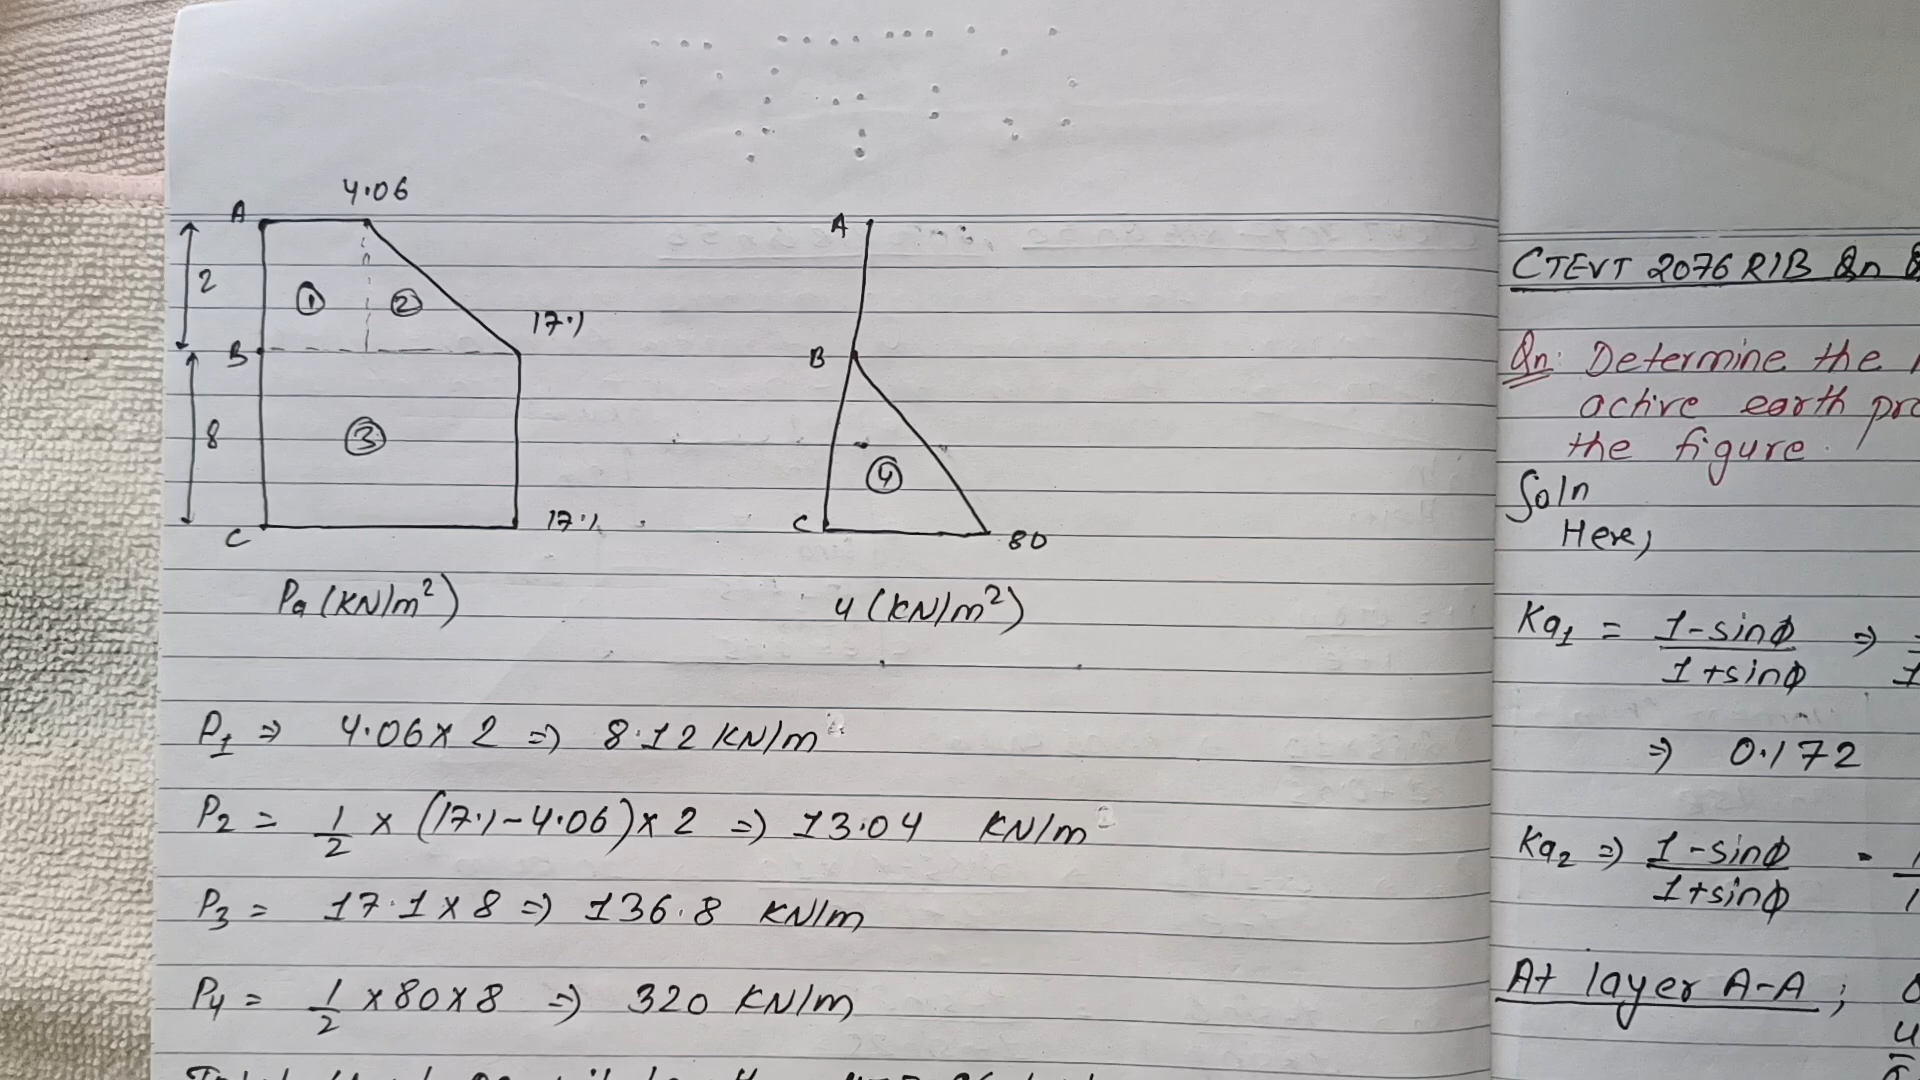 4.06
A
2
①
②
17.1
B
8
③
C
17.1
Pa (KN/m²)
A
B
④
C
80
u (KN/m²)
P1 ⇒ 4.06 × 2 ⇒ 8.12 KN/m
P2 = 1/2 × (17.1 - 4.06) × 2 ⇒ 13.04 KN/m
P3 = 17.1 × 8 ⇒ 136.8 KN/m
P4 = 1/2 × 80 × 8 ⇒ 320 KN/m
CTEVT 2076 R/B Qn
Qn: Determine the
active earth
the figure.
Soln
Here,
Ka1 = 1-sinφ / 1+sinφ ⇒
⇒ 0.172
Ka2 ⇒ 1-sinφ / 1+sinφ =
At layer A-A ;